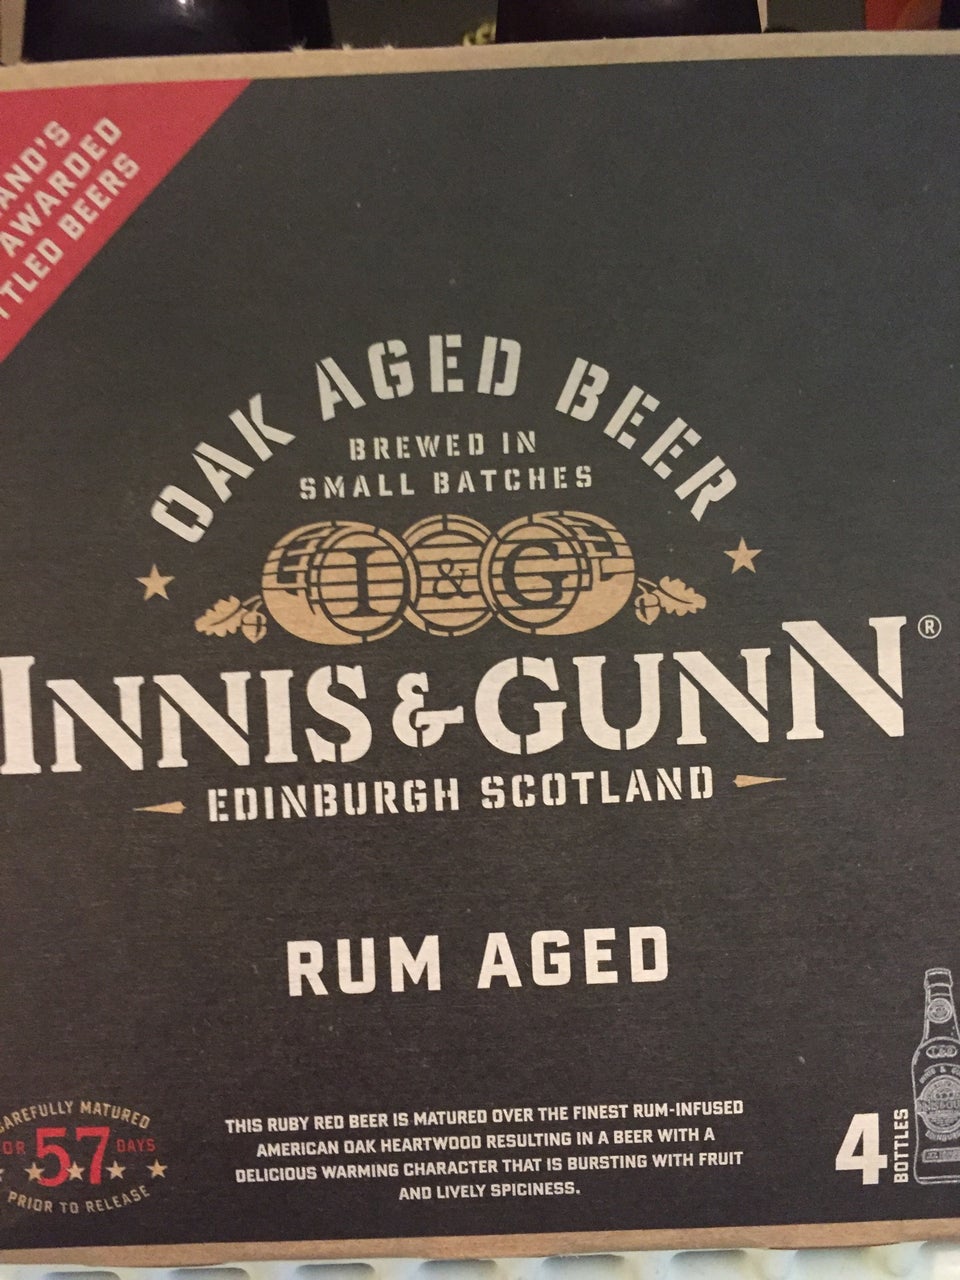 AND'S
AWARDED
TLED BEERS
OAK AGED BEER
BREWED IN
SMALL BATCHES
I & G
INNIS & GUNN ®
EDINBURGH SCOTLAND
RUM AGED
CAREFULLY MATURED
FOR 57 DAYS
PRIOR TO RELEASE
THIS RUBY RED BEER IS MATURED OVER THE FINEST RUM-INFUSED
AMERICAN OAK HEARTWOOD RESULTING IN A BEER WITH A
DELICIOUS WARMING CHARACTER THAT IS BURSTING WITH FRUIT
AND LIVELY SPICINESS.
4 BOTTLES